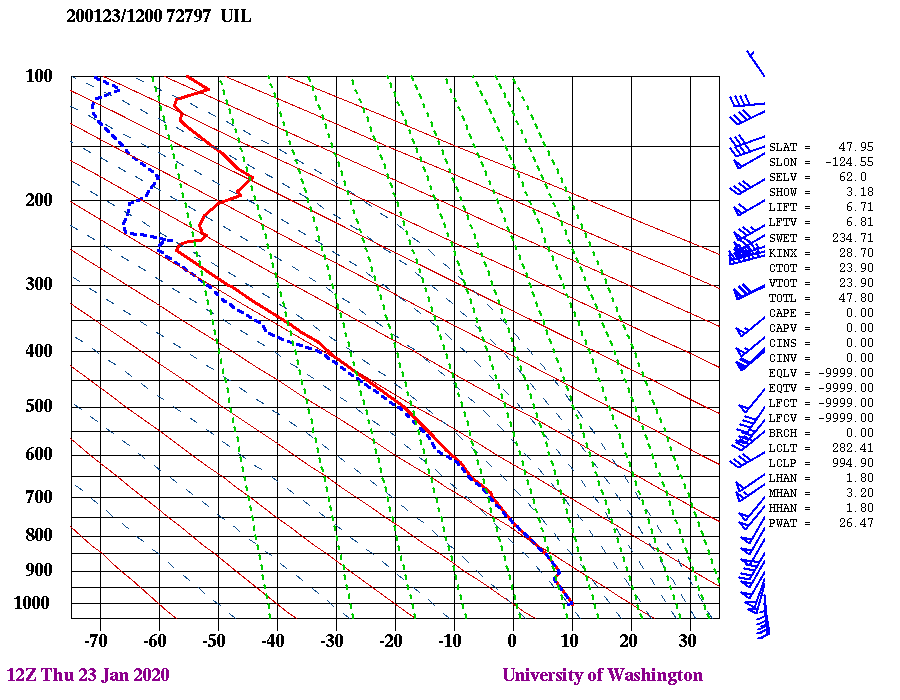 200123/1200 72797 UIL
100
200
300
400
500
600
700
800
900
1000
-70 -60 -50 -40 -30 -20 -10 0 10 20 30
SLAT = 47.95
SLON = -124.55
SELV = 62.0
SHOW = 3.18
LIFT = 6.71
LFTV = 6.81
SWET = 234.71
KINX = 28.70
CTOT = 23.90
VTOT = 23.90
TOTL = 47.80
CAPE = 0.00
CAPV = 0.00
CINS = 0.00
CINV = 0.00
EQLV = -9999.00
EQTV = -9999.00
LFCT = -9999.00
LFCV = -9999.00
BRCH = 0.00
LCLT = 282.41
LCLP = 994.90
LHAN = 1.80
MHAN = 3.20
HHAN = 1.80
PWAT = 26.47
12Z Thu 23 Jan 2020 University of Washington